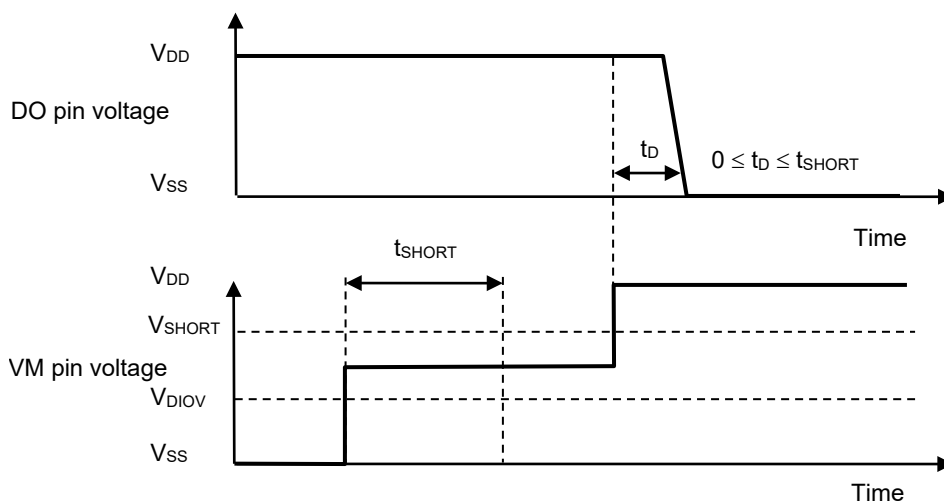 VDD
DO pin voltage
tD
0 ≤ tD ≤ tSHORT
VSS
Time
tSHORT
VDD
VSHORT
VM pin voltage
VDIOV
VSS
Time